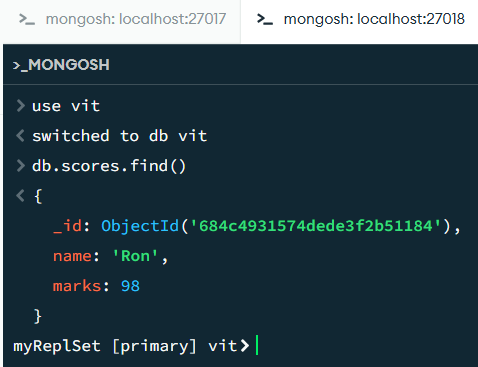 >_ mongosh: localhost:27017 >_ mongosh: localhost:27018
>_MONGOSH
> use vit
< switched to db vit
> db.scores.find()
< {
_id: ObjectId('684c4931574dede3f2b51184'),
name: 'Ron',
marks: 98
}
myReplSet [primary] vit>